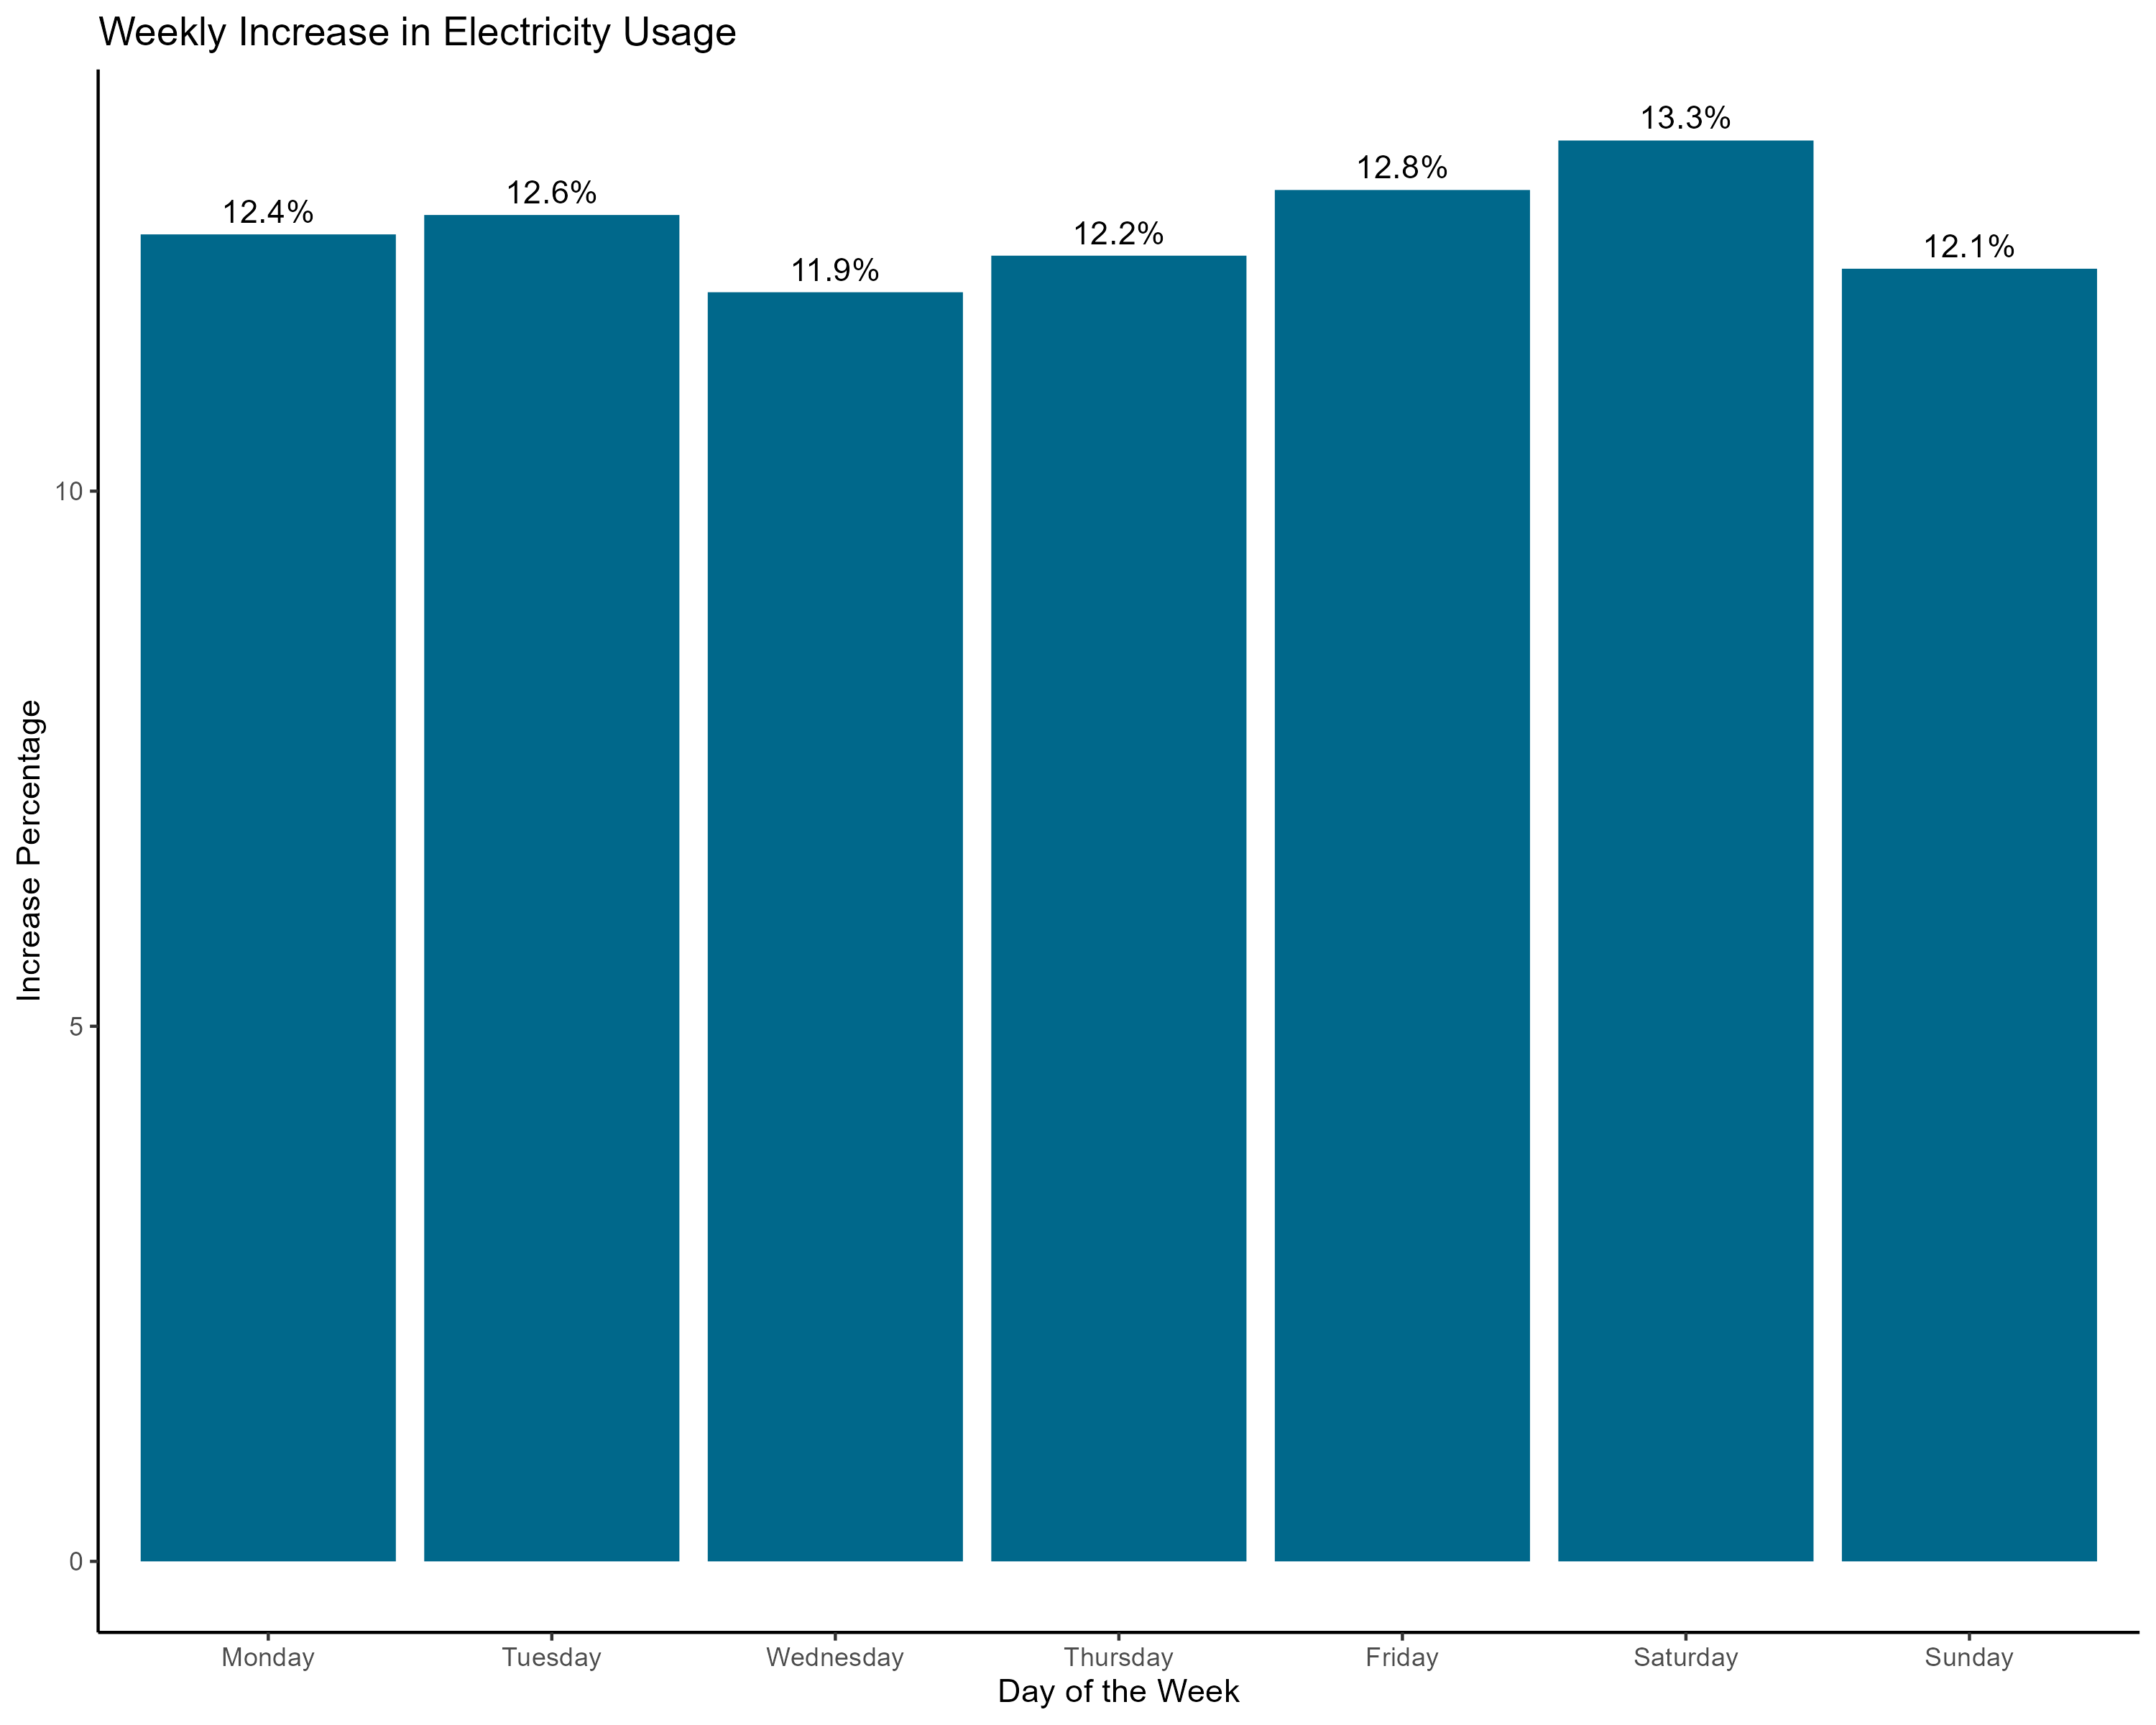 Weekly Increase in Electricity Usage
13.3%
12.8%
12.6%
12.4%
12.2%
12.1%
11.9%
10
Increase Percentage
5
0
Monday Tuesday Wednesday Thursday Friday Saturday Sunday
Day of the Week